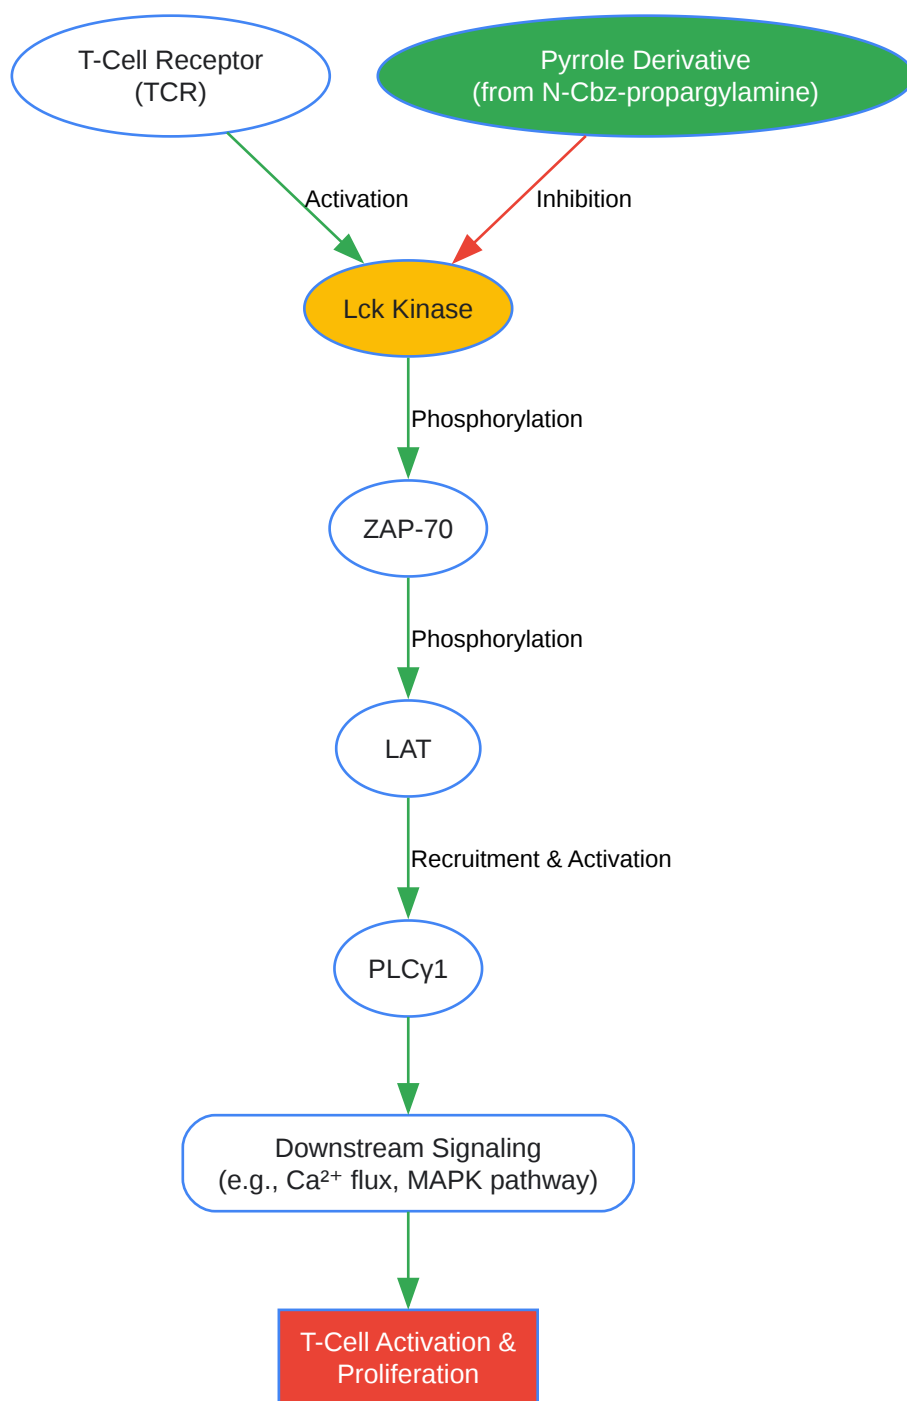 T-Cell Receptor
(TCR)
Pyrrole Derivative
(from N-Cbz-propargylamine)
Activation
Inhibition
Lck Kinase
Phosphorylation
ZAP-70
Phosphorylation
LAT
Recruitment & Activation
PLCγ1
Downstream Signaling
(e.g., Ca²⁺ flux, MAPK pathway)
T-Cell Activation &
Proliferation